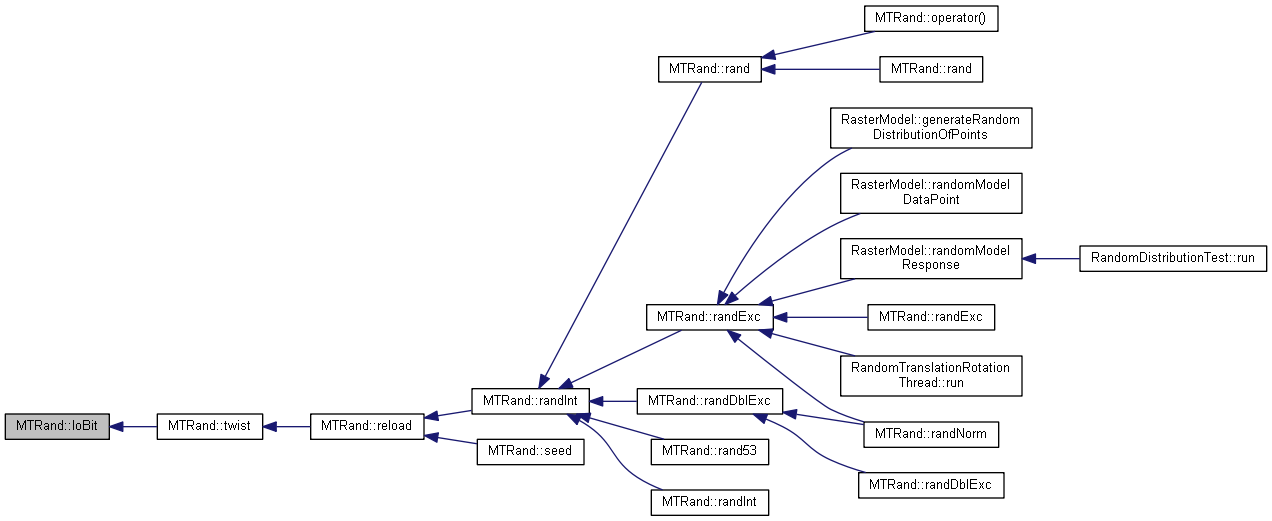 MTRand::operator()
MTRand::rand
MTRand::rand
RasterModel::generateRandom
DistributionOfPoints
RasterModel::randomModel
DataPoint
RasterModel::randomModel
Response
RandomDistributionTest::run
MTRand::randExc
MTRand::randExc
RandomTranslationRotation
Thread::run
MTRand::randInt
MTRand::randDblExc
MTRand::loBit
MTRand::twist
MTRand::reload
MTRand::randNorm
MTRand::seed
MTRand::rand53
MTRand::randDblExc
MTRand::randInt